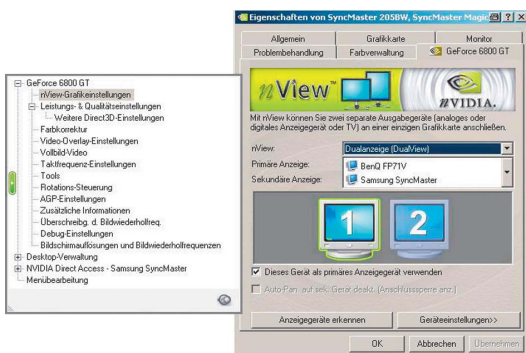 GeForce 6800 GT
nView-Grafikeinstellungen
Leistungs- & Qualitätseinstellungen
Weitere Direct3D-Einstellungen
Farbkorrektur
Video-Overlay-Einstellungen
Vollbild-Video
Taktfrequenz-Einstellungen
Tools
Rotations-Steuerung
AGP-Einstellungen
Zusätzliche Informationen
Überschreibg. d. Bildwiederholfreq.
Debug-Einstellungen
Bildschirmauflösungen und Bildwiederholfrequenzen
Desktop-Verwaltung
NVIDIA Direct Access - Samsung SyncMaster
Menübearbeitung
Eigenschaften von SyncMaster 205BW, SyncMaster Magic
Allgemein
Grafikkarte
Monitor
Problembehandlung
Farbverwaltung
GeForce 6800 GT
nView
nVIDIA.
Mit nView können Sie zwei separate Ausgabegeräte (analoges oder
digitales Anzeigegerät oder TV) an einer einzigen Grafikkarte anschließen.
nView:
Dualanzeige (DualView)
Primäre Anzeige:
BenQ FP71V
Sekundäre Anzeige:
Samsung SyncMaster
1
2
Dieses Gerät als primäres Anzeigegerät verwenden
Auto-Pan. auf sek. Gerät deakt. (Anschlusssperre anz.)
Anzeigegeräte erkennen
Geräteeinstellungen>>
OK
Abbrechen
Übernehmen